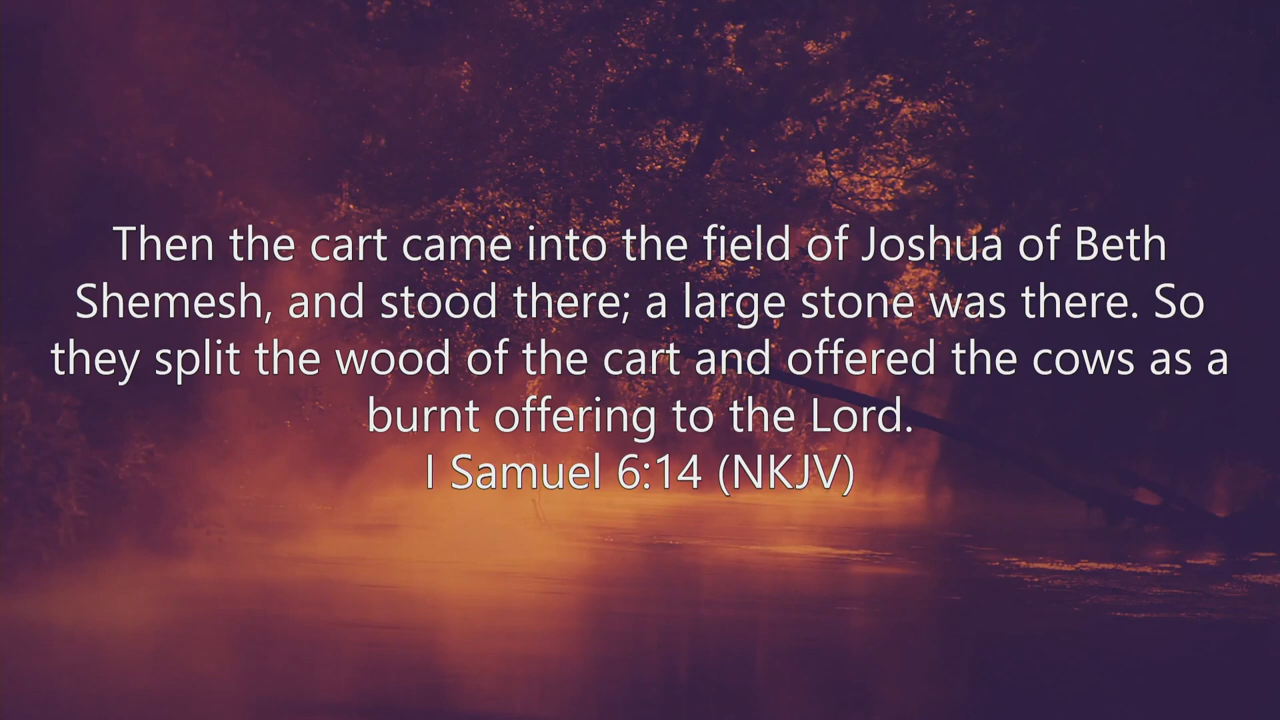 Then the cart came into the field of Joshua of Beth
Shemesh, and stood there; a large stone was there. So
they split the wood of the cart and offered the cows as a
burnt offering to the Lord.
I Samuel 6:14 (NKJV)